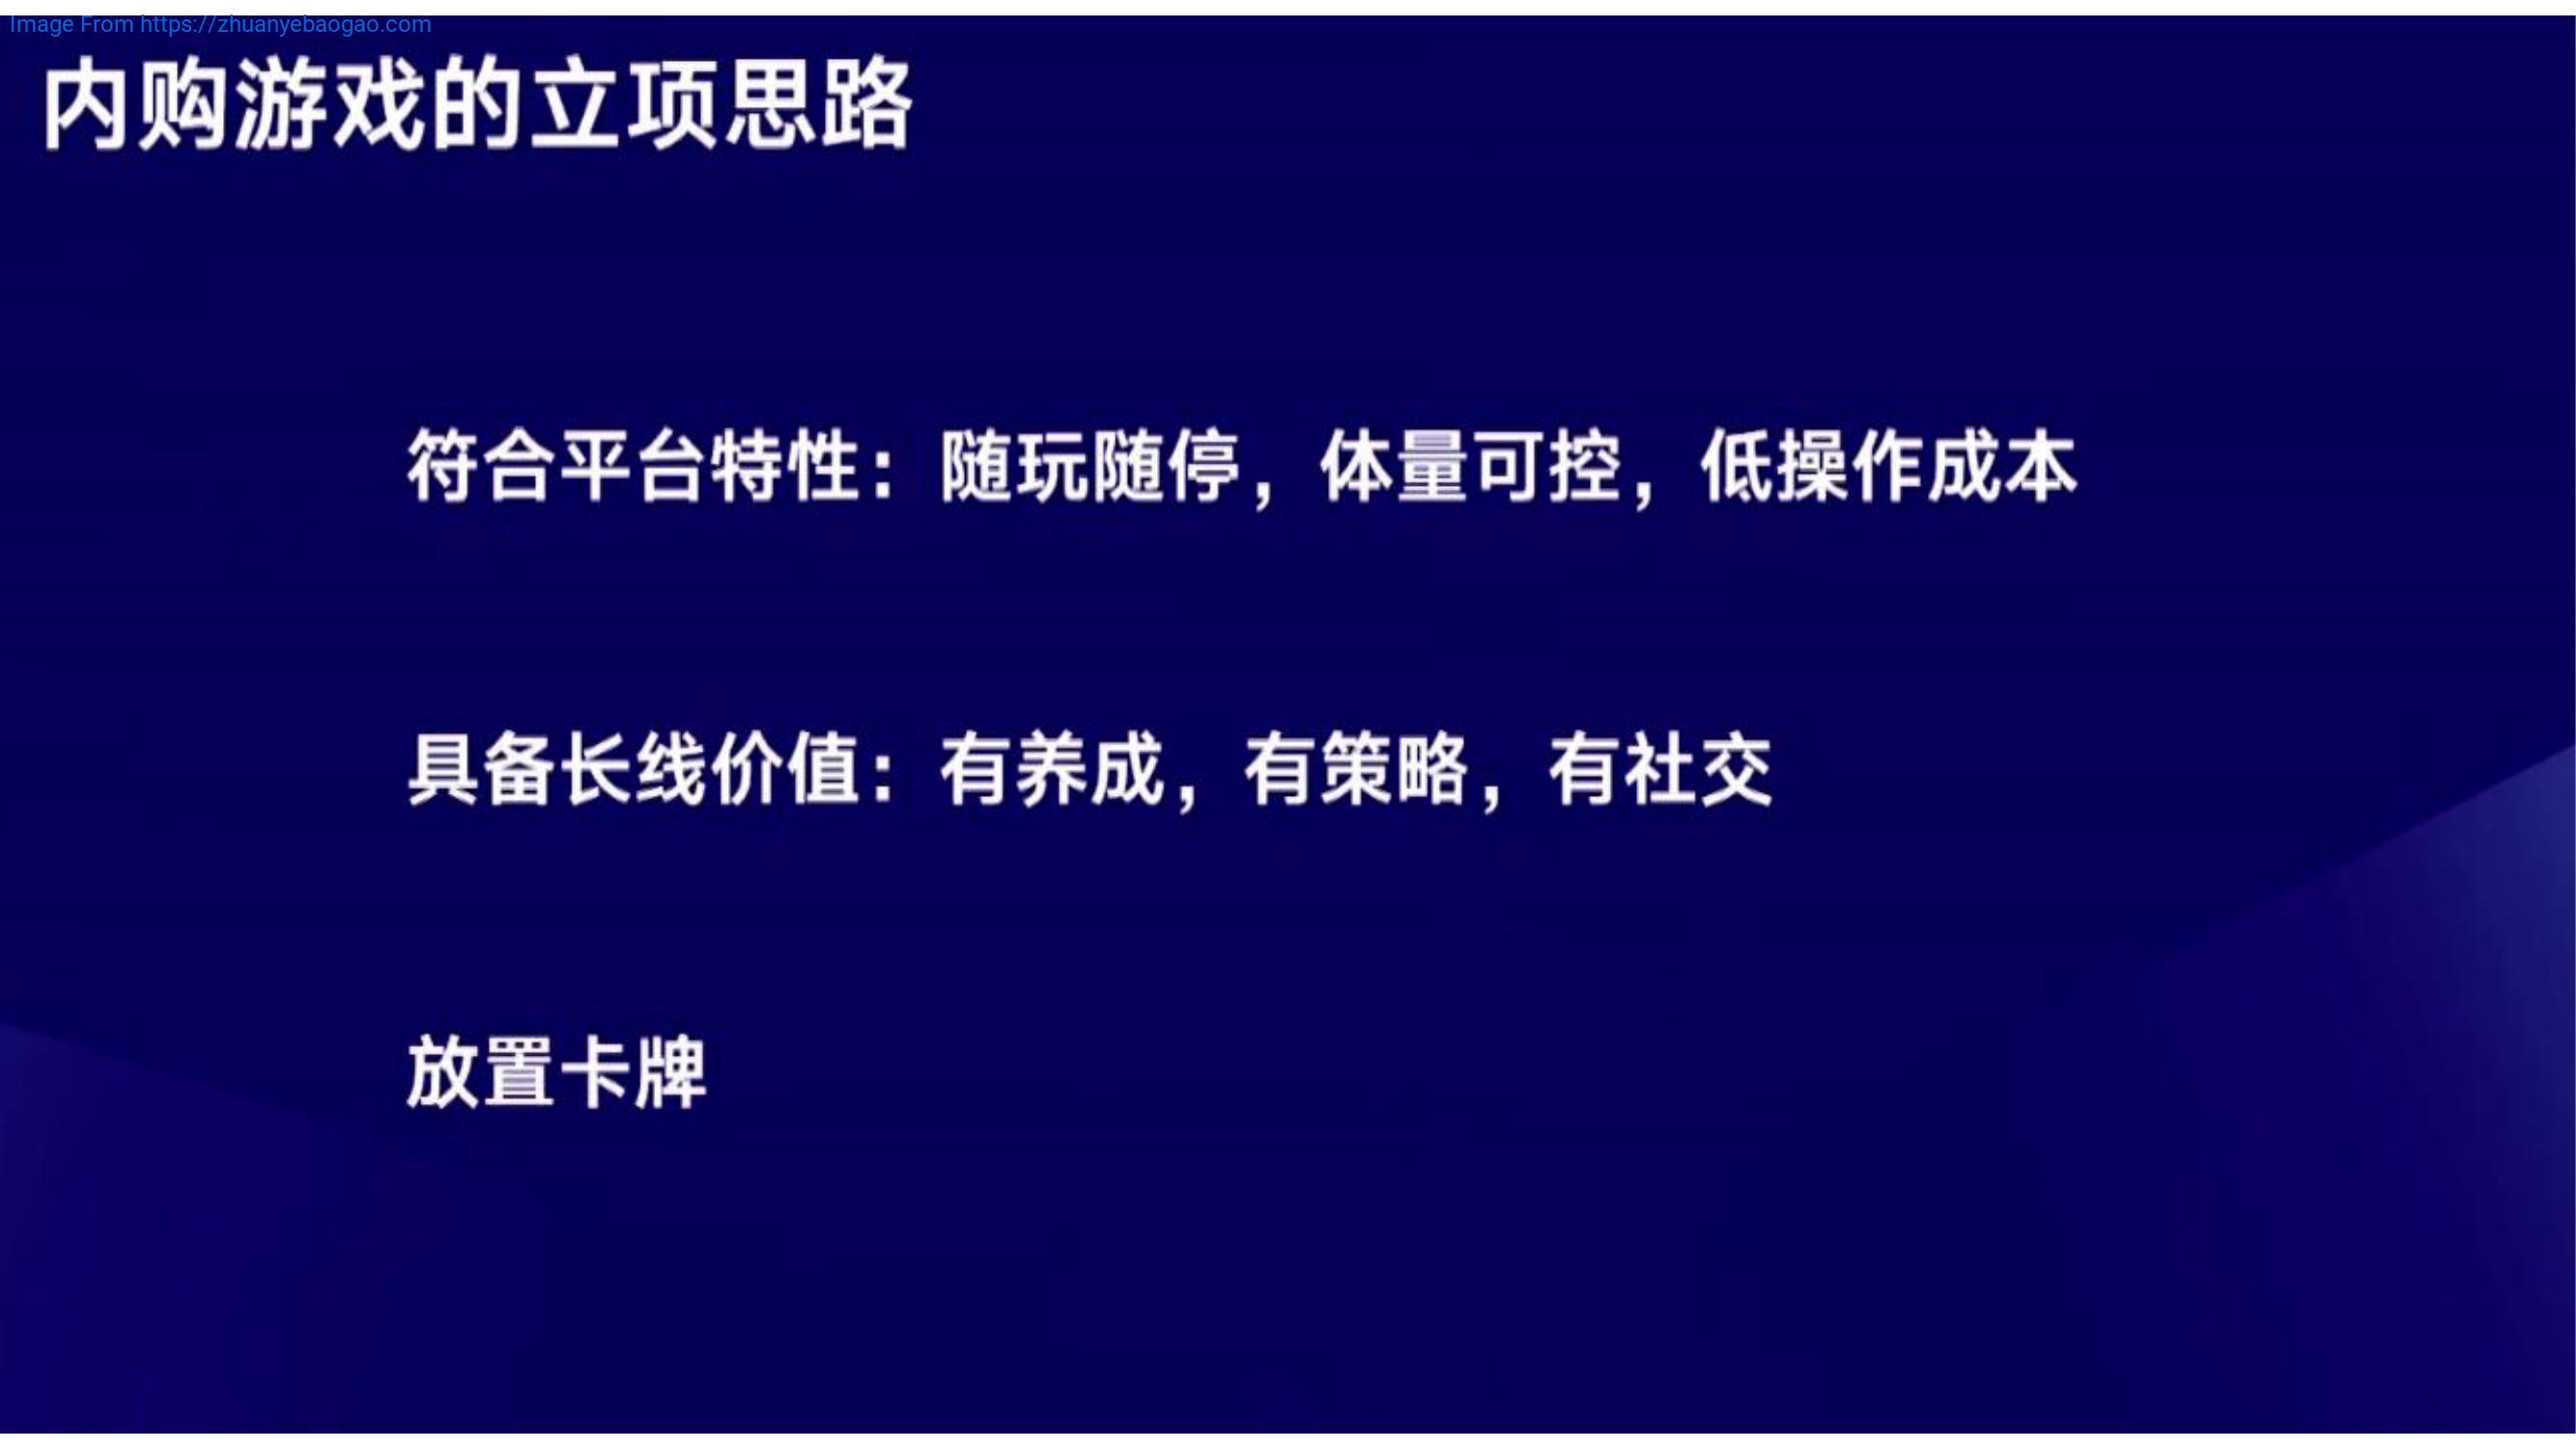 Image From https://zhuanyebaogao.com
内购游戏的立项思路
符合平台特性：随玩随停，体量可控，低操作成本
具备长线价值：有养成，有策略，有社交
放置卡牌